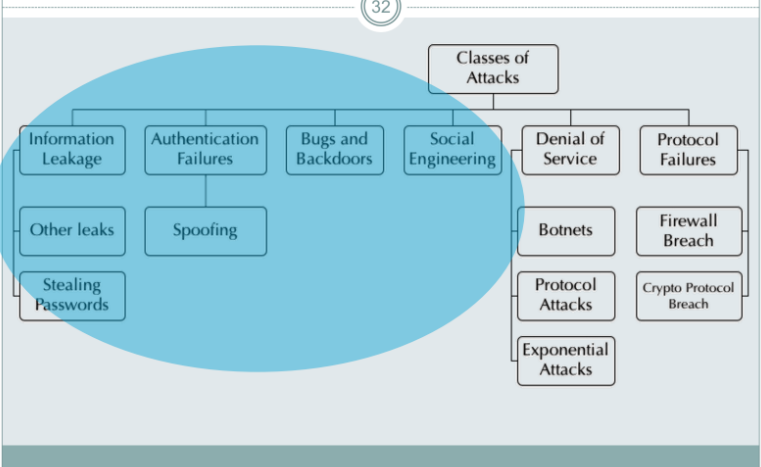 32
Classes of
Attacks
Information
Leakage
Authentication
Failures
Bugs and
Backdoors
Social
Engineering
Denial of
Service
Protocol
Failures
Other leaks
Spoofing
Botnets
Firewall
Breach
Stealing
Passwords
Protocol
Attacks
Crypto Protocol
Breach
Exponential
Attacks